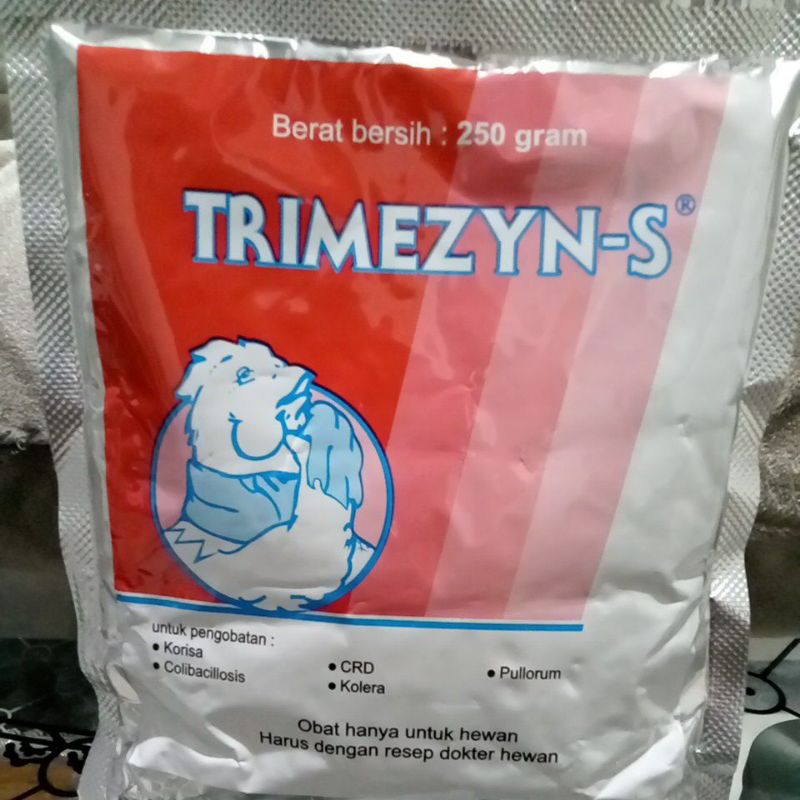 Berat bersih : 250 gram
TRIMEZYN-S®
untuk pengobatan :
• Korisa
• Colibacillosis
• CRD
• Kolera
• Pullorum
Obat hanya untuk hewan
Harus dengan resep dokter hewan